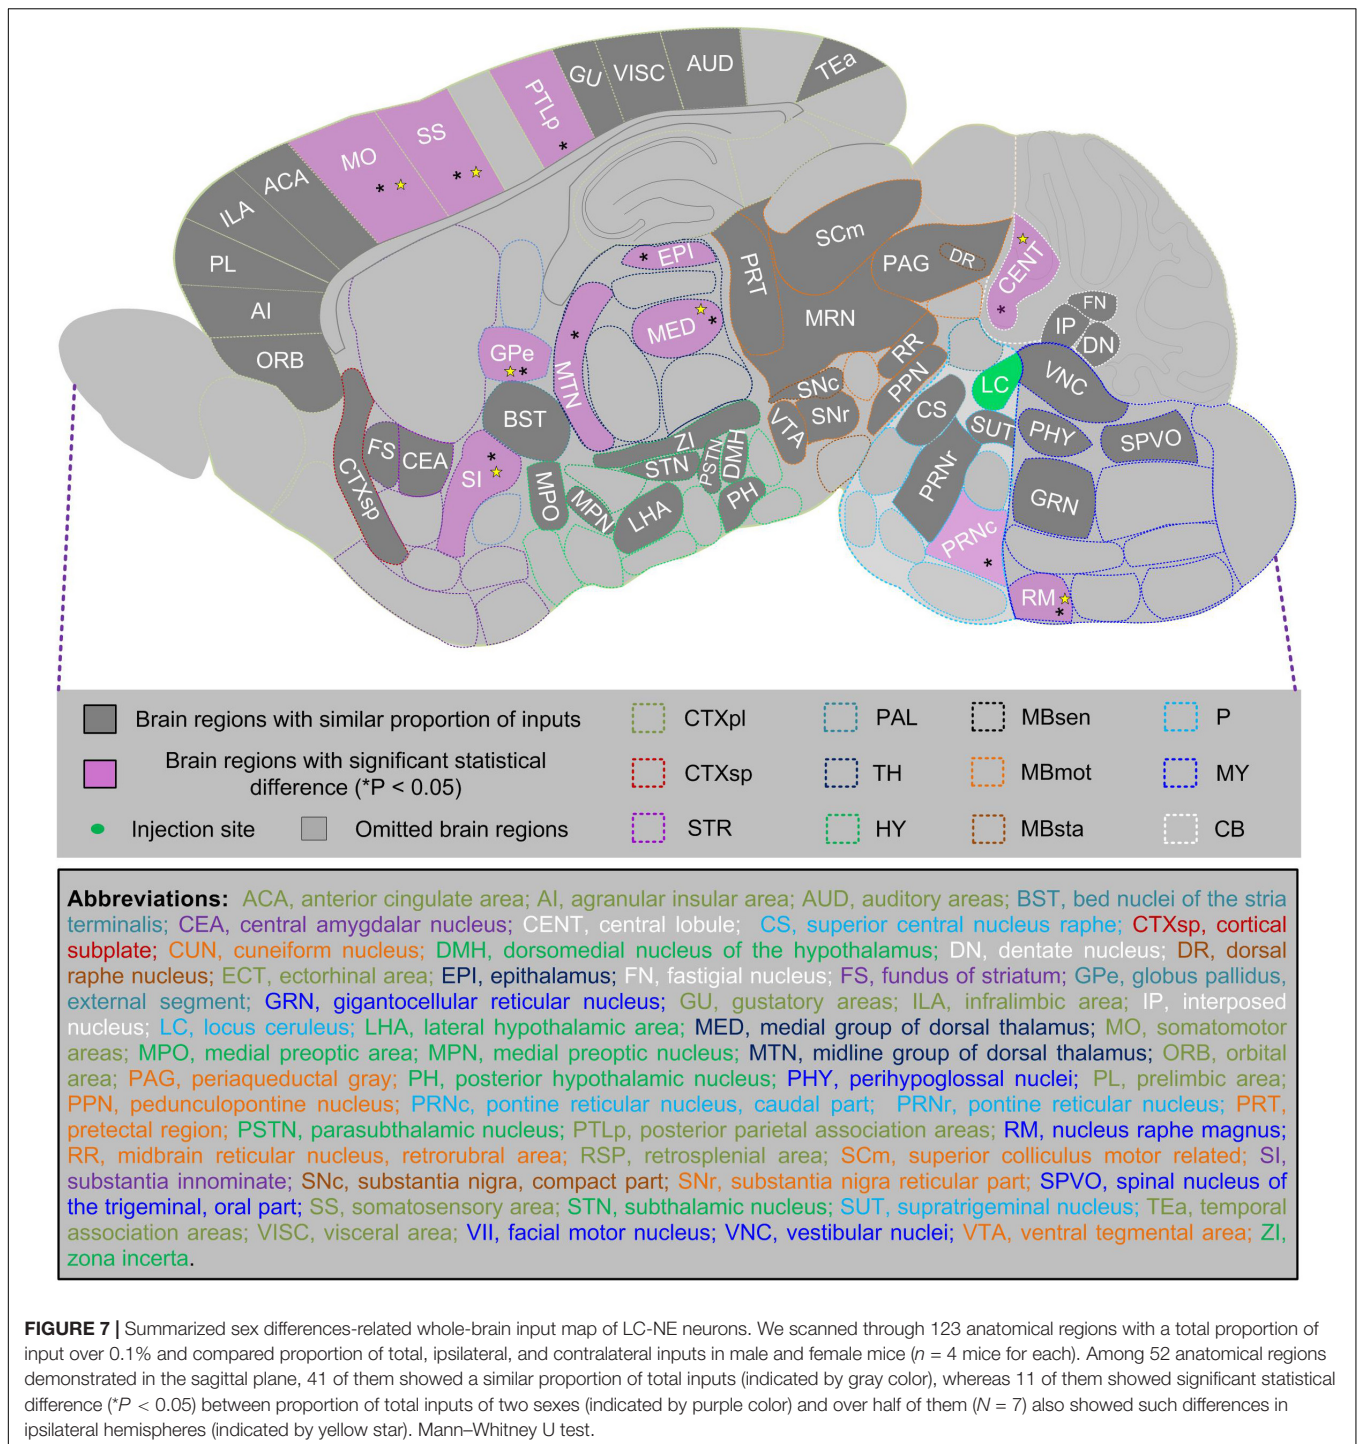 GU
VISC
AUD
TEa
PTLp
*
SS
* 
MO
*
ACA
ILA
PL
AI
ORB
SCm
PRT
PAG
DR
CENT
*
EPI
*
MED
*
MRN
FN
IP
DN
GPe
*
MTN
*
RR
PPN
SNc
SNr
VTA
LC
VNC
CS
SUT
PHY
SPVO
BST
FS
CEA
CTXsp
SI
*
ZI
STN
PSTN
DMH
MPO
MPN
LHA
PH
PRNr
GRN
PRNc
*
RM
*
Brain regions with similar proportion of inputs
Brain regions with significant statistical
difference (*P < 0.05)
Injection site
Omitted brain regions
CTXpl
PAL
MBsen
P
CTXsp
TH
MBmot
MY
STR
HY
MBsta
CB
Abbreviations: ACA, anterior cingulate area; AI, agranular insular area; AUD, auditory areas; BST, bed nuclei of the stria
terminalis; CEA, central amygdalar nucleus; CENT, central lobule; CS, superior central nucleus raphe; CTXsp, cortical
subplate; CUN, cuneiform nucleus; DMH, dorsomedial nucleus of the hypothalamus; DN, dentate nucleus; DR, dorsal
raphe nucleus; ECT, ectorhinal area; EPI, epithalamus; FN, fastigial nucleus; FS, fundus of striatum; GPe, globus pallidus,
external segment; GRN, gigantocellular reticular nucleus; GU, gustatory areas; ILA, infralimbic area; IP, interposed
nucleus; LC, locus ceruleus; LHA, lateral hypothalamic area; MED, medial group of dorsal thalamus; MO, somatomotor
areas; MPO, medial preoptic area; MPN, medial preoptic nucleus; MTN, midline group of dorsal thalamus; ORB, orbital
area; PAG, periaqueductal gray; PH, posterior hypothalamic nucleus; PHY, perihypoglossal nuclei; PL, prelimbic area;
PPN, pedunculopontine nucleus; PRNc, pontine reticular nucleus, caudal part; PRNr, pontine reticular nucleus; PRT,
pretectal region; PSTN, parasubthalamic nucleus; PTLp, posterior parietal association areas; RM, nucleus raphe magnus;
RR, midbrain reticular nucleus, retrorubral area; RSP, retrosplenial area; SCm, superior colliculus motor related; SI,
substantia innominate; SNc, substantia nigra, compact part; SNr, substantia nigra reticular part; SPVO, spinal nucleus of
the trigeminal, oral part; SS, somatosensory area; STN, subthalamic nucleus; SUT, supratrigeminal nucleus; TEa, temporal
association areas; VISC, visceral area; VII, facial motor nucleus; VNC, vestibular nuclei; VTA, ventral tegmental area; ZI,
zona incerta.
FIGURE 7 | Summarized sex differences-related whole-brain input map of LC-NE neurons. We scanned through 123 anatomical regions with a total proportion of
input over 0.1% and compared proportion of total, ipsilateral, and contralateral inputs in male and female mice (n = 4 mice for each). Among 52 anatomical regions
demonstrated in the sagittal plane, 41 of them showed a similar proportion of total inputs (indicated by gray color), whereas 11 of them showed significant statistical
difference (*P < 0.05) between proportion of total inputs of two sexes (indicated by purple color) and over half of them (N = 7) also showed such differences in
ipsilateral hemispheres (indicated by yellow star). Mann–Whitney U test.